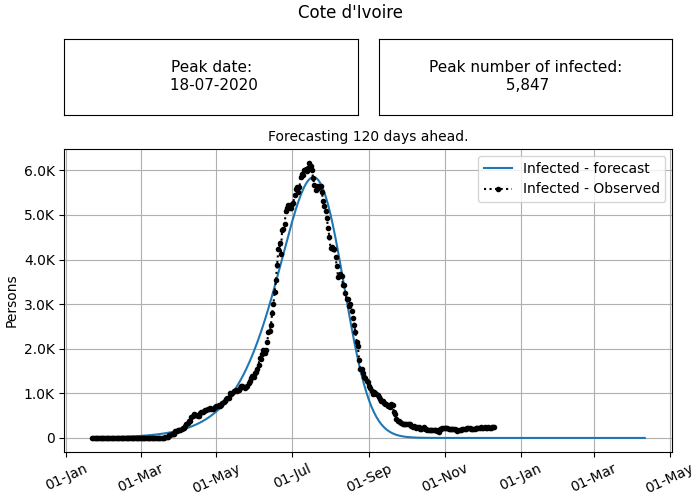 Cote d'Ivoire
Peak date:
18-07-2020
Peak number of infected:
5,847
Forecasting 120 days ahead.
Infected - forecast
Infected - Observed
Persons
6.0K
5.0K
4.0K
3.0K
2.0K
1.0K
0
01-Jan
01-Mar
01-May
01-Jul
01-Sep
01-Nov
01-Jan
01-Mar
01-May